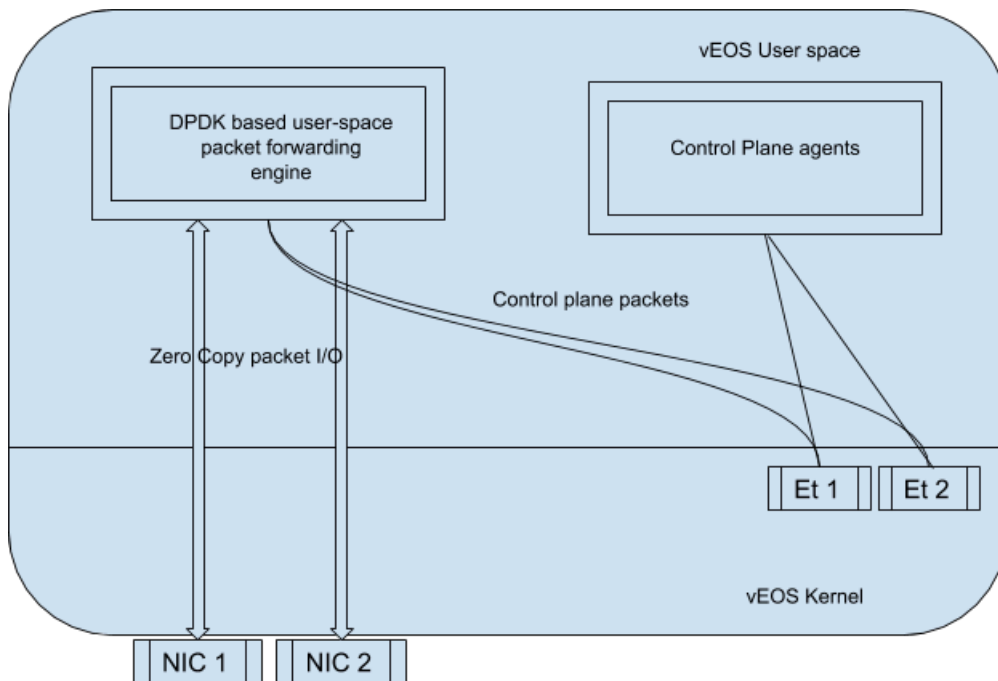 vEOS User space
DPDK based user-space
packet forwarding
engine
Control Plane agents
Control plane packets
Zero Copy packet I/O
Et 1
Et 2
vEOS Kernel
NIC 1
NIC 2